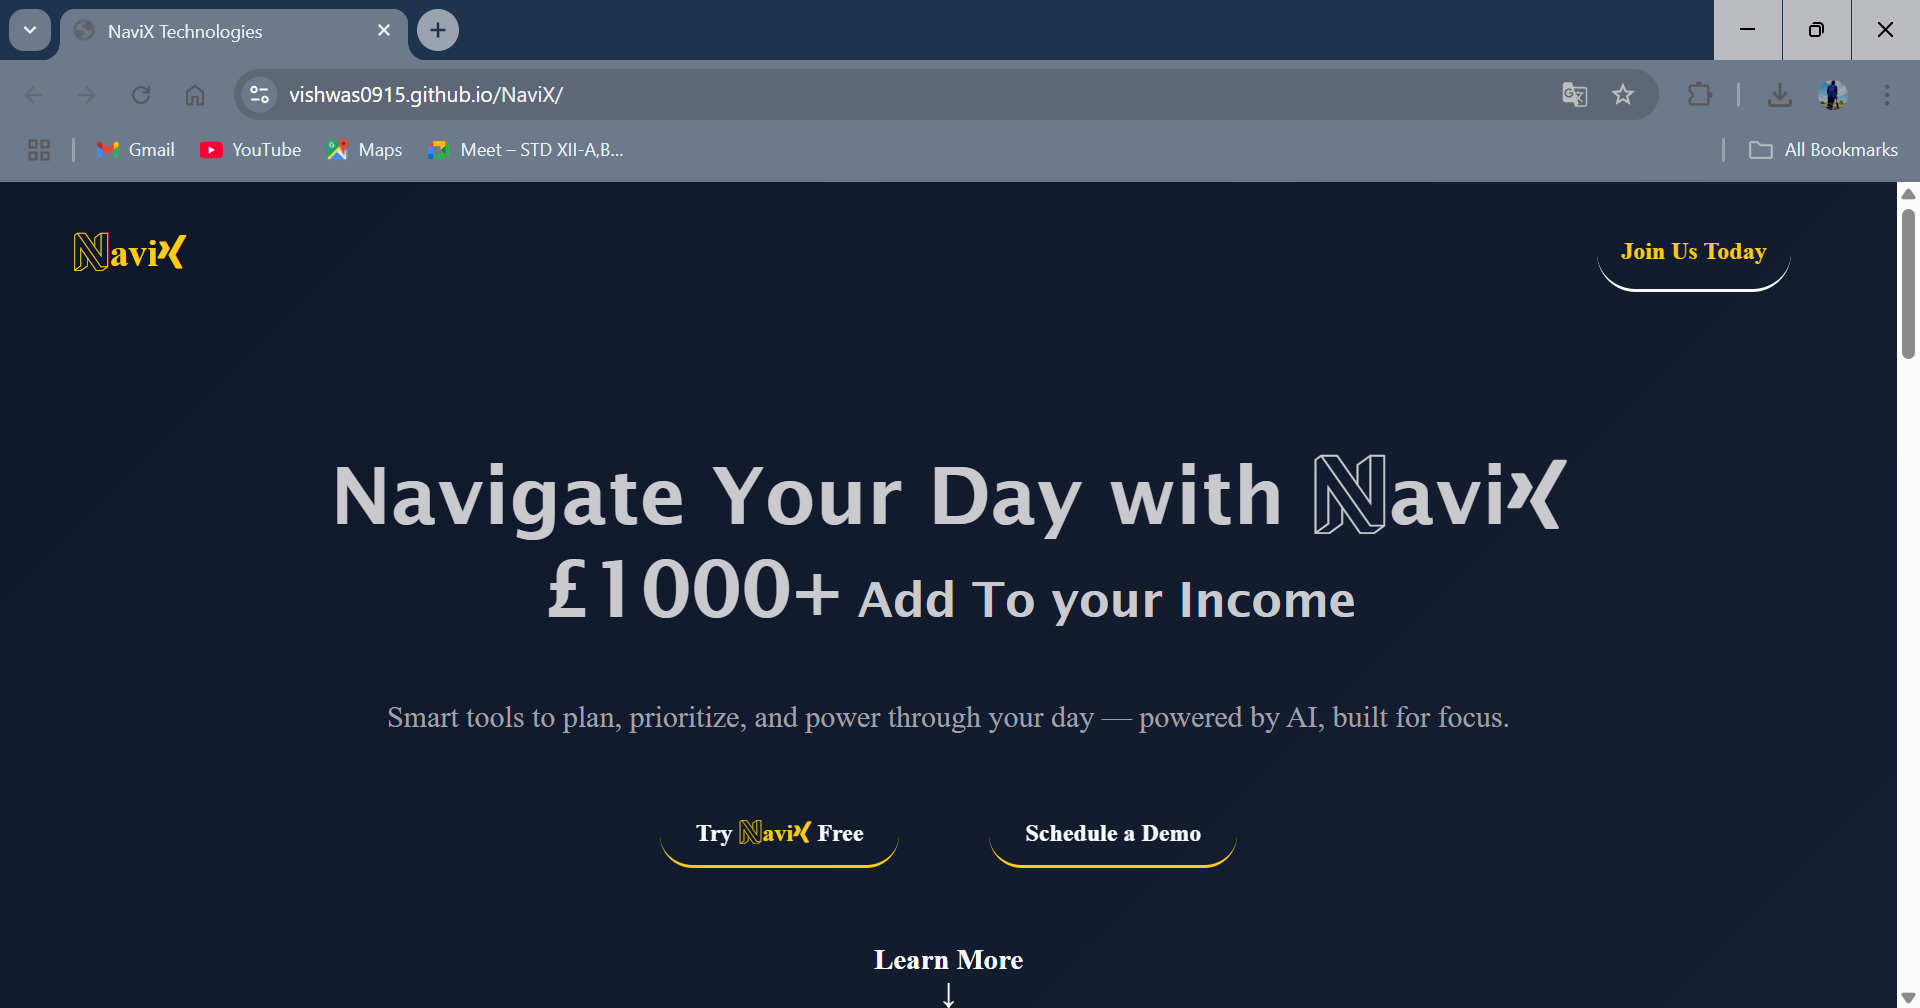 NaviX Technologies
vishwas0915.github.io/NaviX/
Gmail
YouTube
Maps
Meet – STD XII-A,B...
All Bookmarks
NaviX
Join Us Today
Navigate Your Day with NaviX
£1000+ Add To your Income
Smart tools to plan, prioritize, and power through your day — powered by AI, built for focus.
Try NaviX Free
Schedule a Demo
Learn More
↓